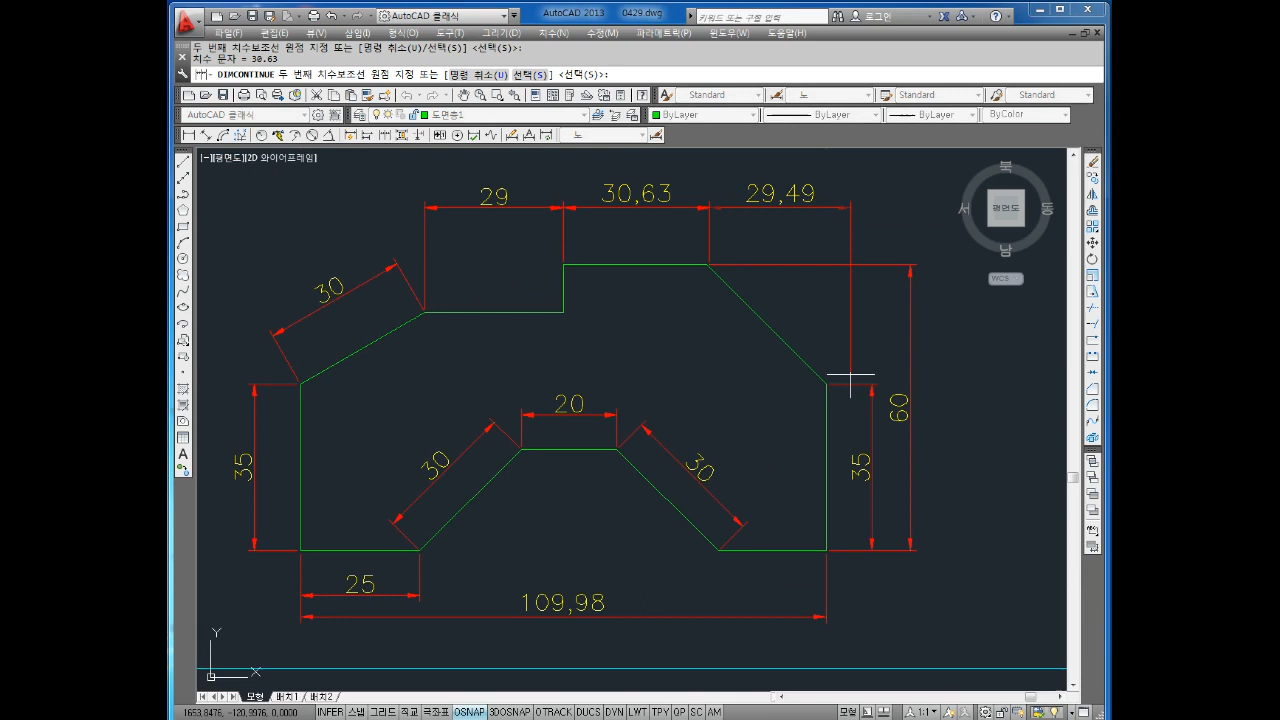 AutoCAD 클래식
AutoCAD 2013 0429.dwg
키워드 또는 구절 입력
로그인
파일(F) 편집(E) 뷰(V) 삽입(I) 형식(O) 도구(T) 그리기(D) 치수(N) 수정(M) 파라메트릭(P) 윈도우(W) 도움말(H)
두 번째 치수보조선 원점 지정 또는 [명령 취소(U)/선택(S)] <선택(S)>:
치수 문자 = 30.63
DIMCONTINUE 두 번째 치수보조선 원점 지정 또는 [명령 취소(U) 선택(S)] <선택(S)>:
Standard 노 Standard Standard
AutoCAD 클래식 도면층1 ByLayer ByLayer ByLayer ByColor
노
[-][평면도][2D 와이어프레임]
북
서 평면도 동
남
WCS
29 30,63 29,49
30
20
60
30 30
35 35
25
109,98
Y
X
모형 배치1 배치2
1653,8476, -120,9976, 0,0000 INFER 스냅 그리드 직교 극좌표 OSNAP 3DOSNAP OTRACK DUCS DYN LWT TPY QP SC AM 모형 1:1